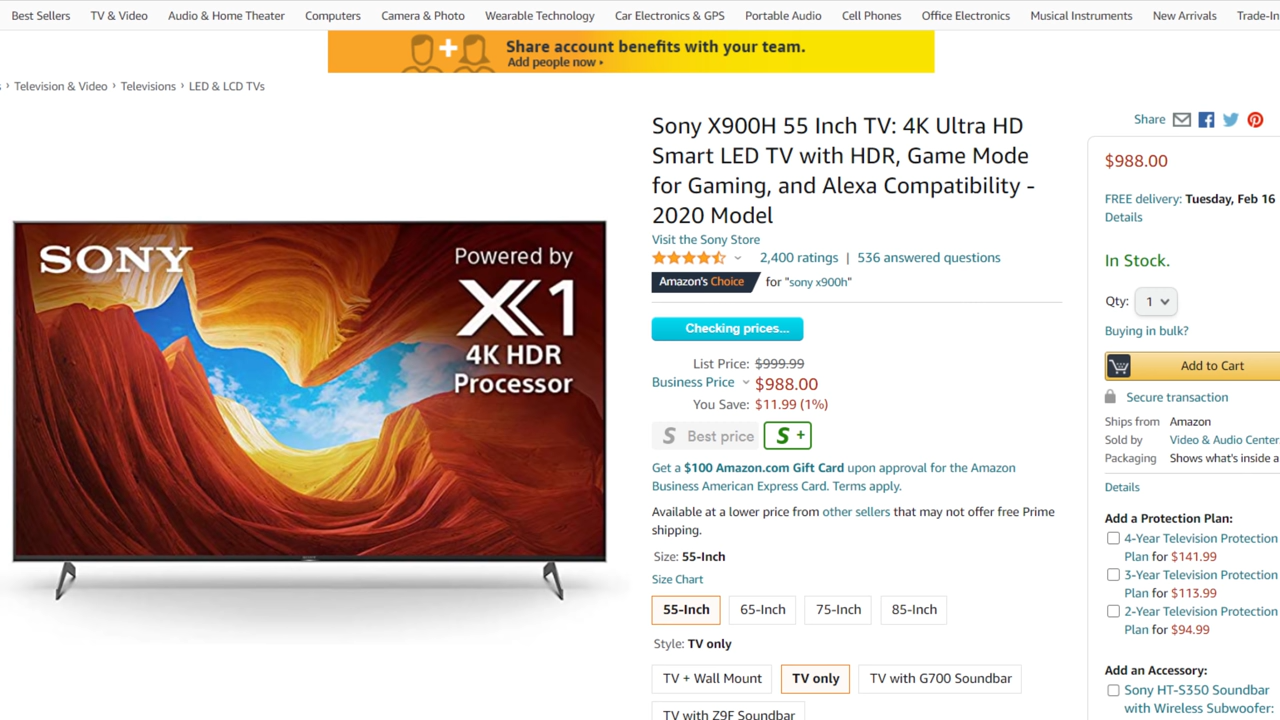 Best Sellers TV & Video Audio & Home Theater Computers Camera & Photo Wearable Technology Car Electronics & GPS Portable Audio Cell Phones Office Electronics Musical Instruments New Arrivals Trade-In
Share account benefits with your team.
Add people now ▸
› Television & Video › Televisions › LED & LCD TVs
SONY
Powered by
X1
4K HDR
Processor
Sony X900H 55 Inch TV: 4K Ultra HD
Smart LED TV with HDR, Game Mode
for Gaming, and Alexa Compatibility -
2020 Model
Visit the Sony Store
2,400 ratings | 536 answered questions
Amazon's Choice for "sony x900h"
Checking prices...
List Price: $999.99
Business Price $988.00
You Save: $11.99 (1%)
S Best price S +
Get a $100 Amazon.com Gift Card upon approval for the Amazon
Business American Express Card. Terms apply.
Available at a lower price from other sellers that may not offer free Prime
shipping.
Size: 55-Inch
Size Chart
55-Inch 65-Inch 75-Inch 85-Inch
Style: TV only
TV + Wall Mount TV only TV with G700 Soundbar
TV with Z9F Soundbar
Share
$988.00
FREE delivery: Tuesday, Feb 16
Details
In Stock.
Qty: 1
Buying in bulk?
Add to Cart
Secure transaction
Ships from Amazon
Sold by Video & Audio Center
Packaging Shows what's inside a
Details
Add a Protection Plan:
4-Year Television Protection
Plan for $141.99
3-Year Television Protection
Plan for $113.99
2-Year Television Protection
Plan for $94.99
Add an Accessory:
Sony HT-S350 Soundbar
with Wireless Subwoofer: